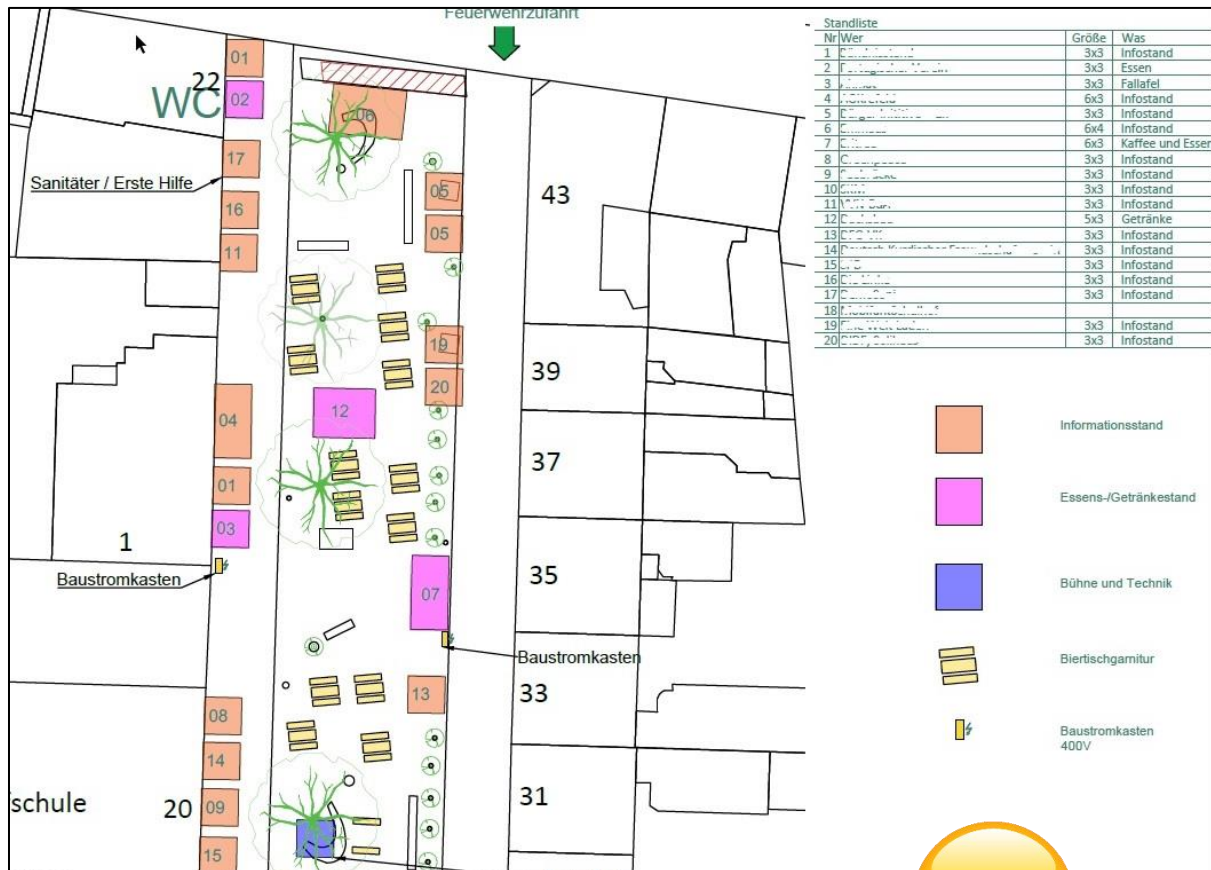 Feuerwehrzufahrt
01
22
WC
02
06
17
Sanitäter / Erste Hilfe
16
11
05
05
43
19
20
39
04
12
37
01
03
1
Baustromkasten
07
35
Baustromkasten
13
33
08
14
schule
20
09
31
15
Standliste
Nr Wer Größe Was
1 3x3 Infostand
2 3x3 Essen
3 3x3 Fallafel
4 6x3 Infostand
5 3x3 Infostand
6 6x4 Infostand
7 6x3 Kaffee und Essen
8 3x3 Infostand
9 3x3 Infostand
10 3x3 Infostand
11 3x3 Infostand
12 5x3 Getränke
13 3x3 Infostand
14 3x3 Infostand
15 3x3 Infostand
16 3x3 Infostand
17 3x3 Infostand
18
19 3x3 Infostand
20 3x3 Infostand
Informationsstand
Essens-/Getränkestand
Bühne und Technik
Biertischgarnitur
Baustromkasten
400V